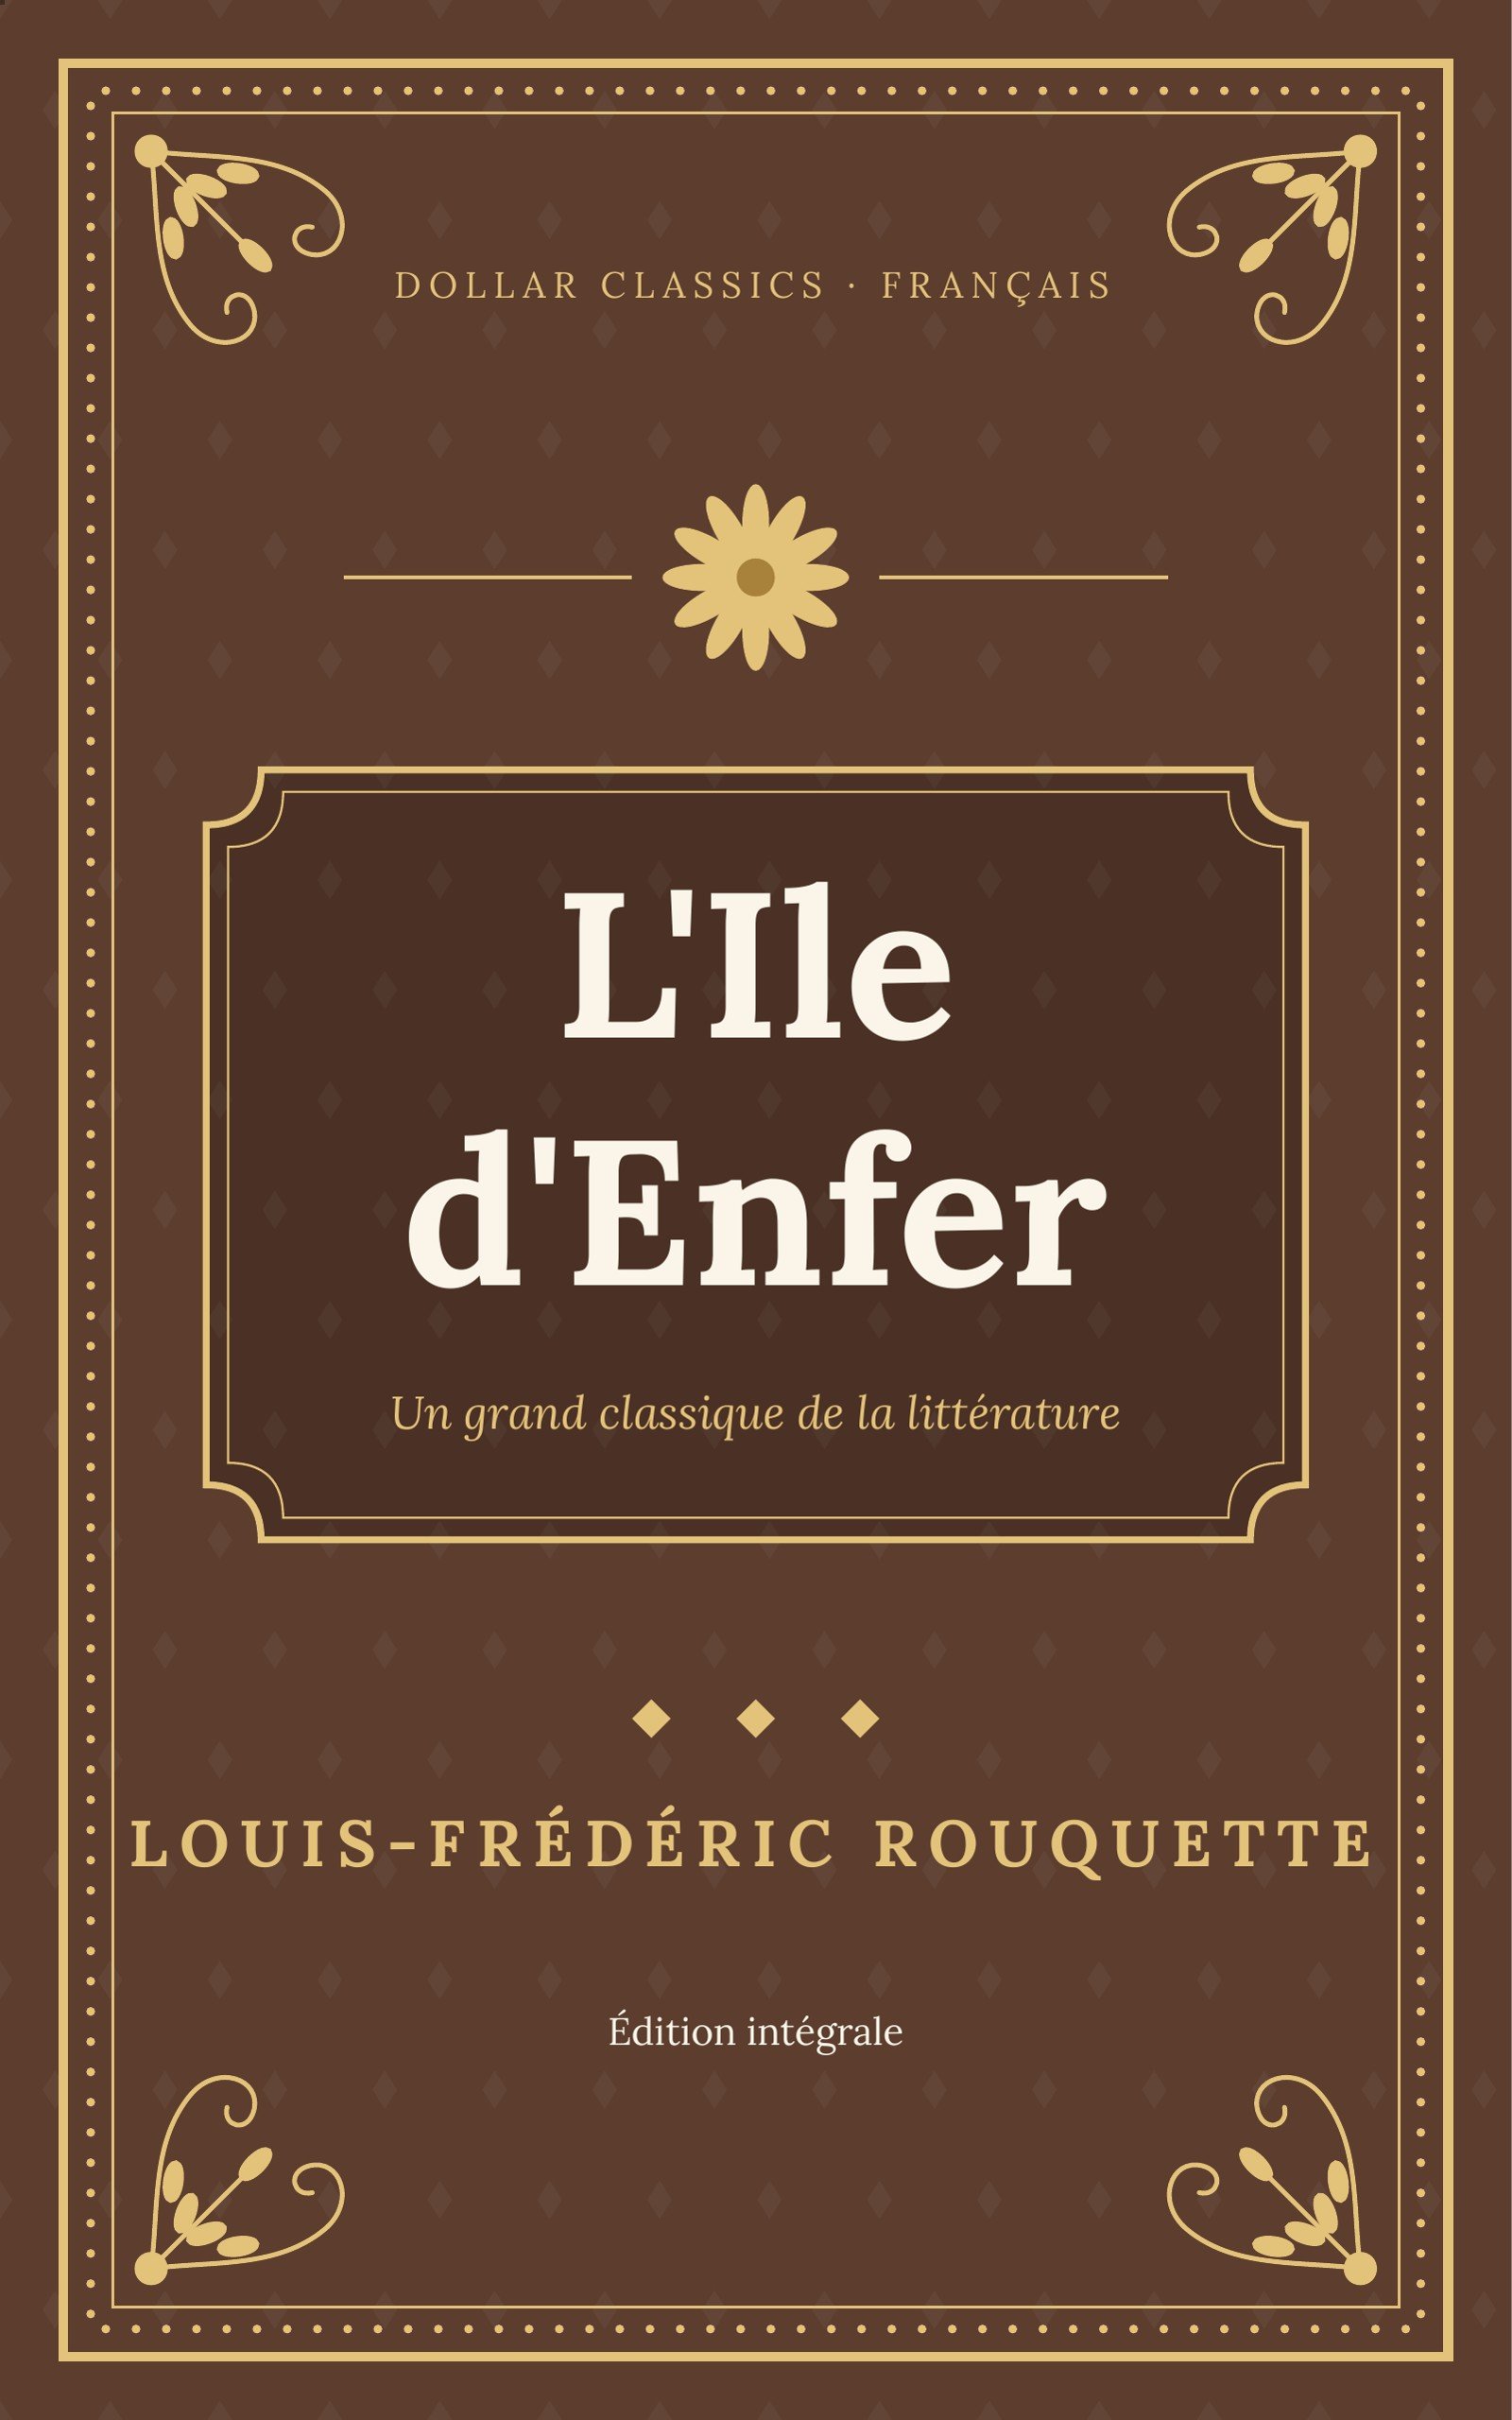 DOLLAR CLASSICS · FRANÇAIS
L'Ile
d'Enfer
Un grand classique de la littérature
LOUIS-FRÉDÉRIC ROUQUETTE
Édition intégrale